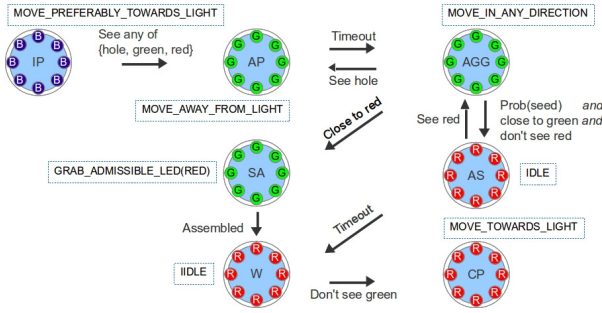 MOVE_PREFERABLY_TOWARDS_LIGHT
MOVE_IN_ANY_DIRECTION
See any of
{hole, green, red}
Timeout
See hole
B B B B B B B B
IP
G G G G G G G G
AP
G G G G G G G G
AGG
MOVE_AWAY_FROM_LIGHT
Close to red
See red
Prob(seed) and
close to green and
don't see red
GRAB_ADMISSIBLE_LED(RED)
G G G G G G G G
SA
R R R R R R R R
AS
IDLE
Assembled
Timeout
MOVE_TOWARDS_LIGHT
IIDLE
R R R R R R R R
W
Don't see green
R R R R R R R R
CP